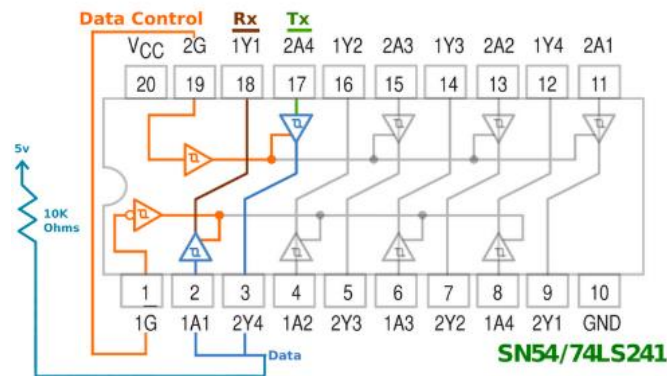 Data Control Rx Tx
VCC 2G 1Y1 2A4 1Y2 2A3 1Y3 2A2 1Y4 2A1
20 19 18 17 16 15 14 13 12 11
5v
10K
Ohms
1 2 3 4 5 6 7 8 9 10
1G 1A1 2Y4 1A2 2Y3 1A3 2Y2 1A4 2Y1 GND
Data
SN54/74LS241